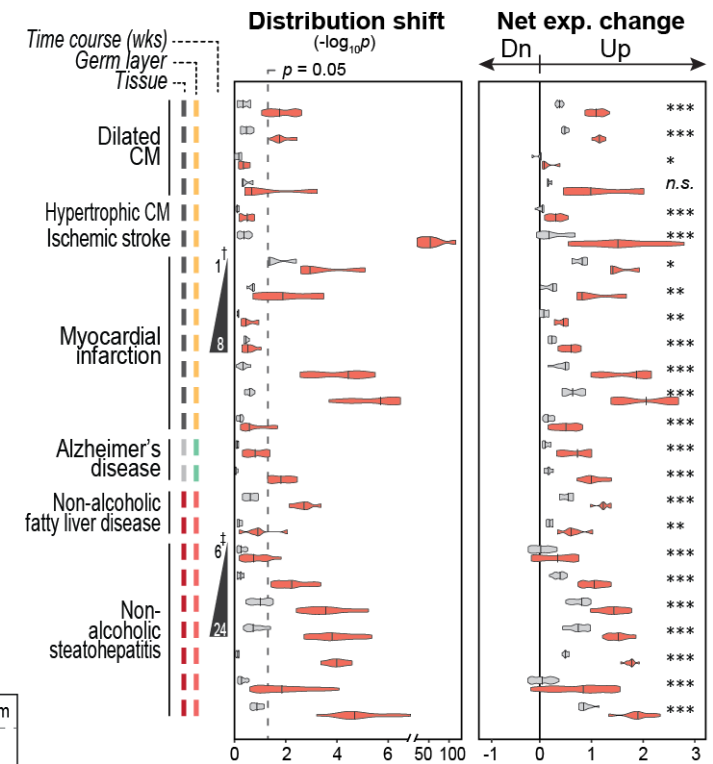 Distribution shift
(-log10p)
Net exp. change
Dn Up
Time course (wks)
Germ layer
Tissue
p = 0.05
Dilated
CM
Hypertrophic CM
Ischemic stroke
Myocardial
infarction
Alzheimer's
disease
Non-alcoholic
fatty liver disease
Non-
alcoholic
steatohepatitis
†
1
8
‡
6
24
***
***
*
n.s.
***
***
*
**
**
***
***
***
***
***
***
***
**
***
***
***
***
***
***
***
m
0 2 4 6 50 100
-1 0 1 2 3